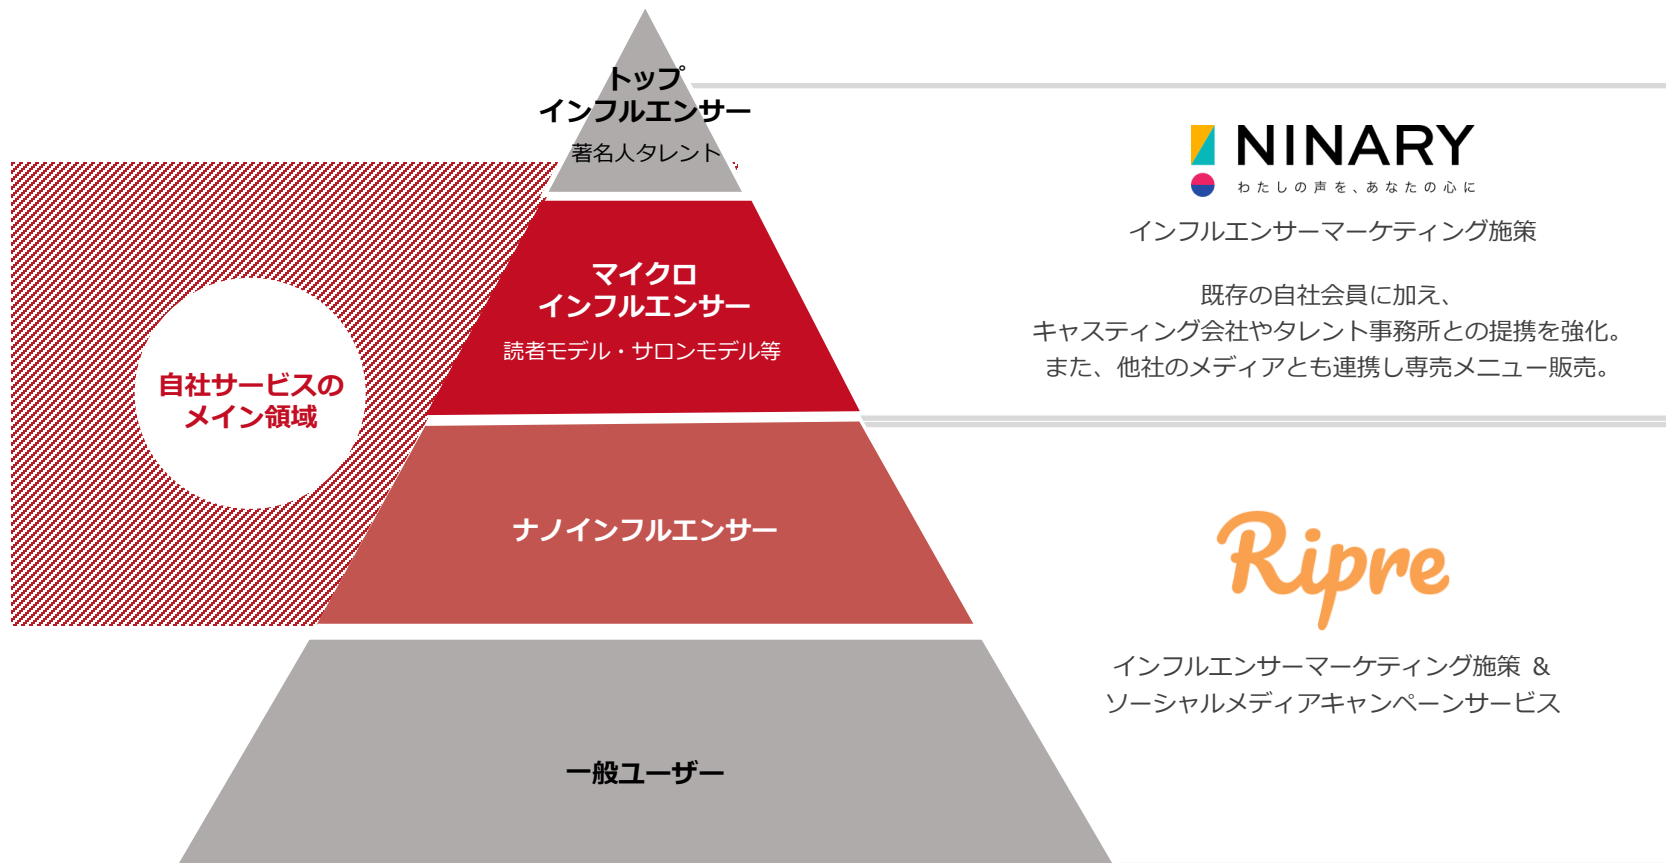 トップ
インフルエンサー
著名人タレント
マイクロ
インフルエンサー
読者モデル・サロンモデル等
自社サービスの
メイン領域
ナノインフルエンサー
一般ユーザー
NINARY
わたしの声を、あなたの心に
インフルエンサーマーケティング施策
既存の自社会員に加え、
キャスティング会社やタレント事務所との提携を強化。
また、他社のメディアとも連携し専売メニュー販売。
Ripre
インフルエンサーマーケティング施策 &
ソーシャルメディアキャンペーンサービス